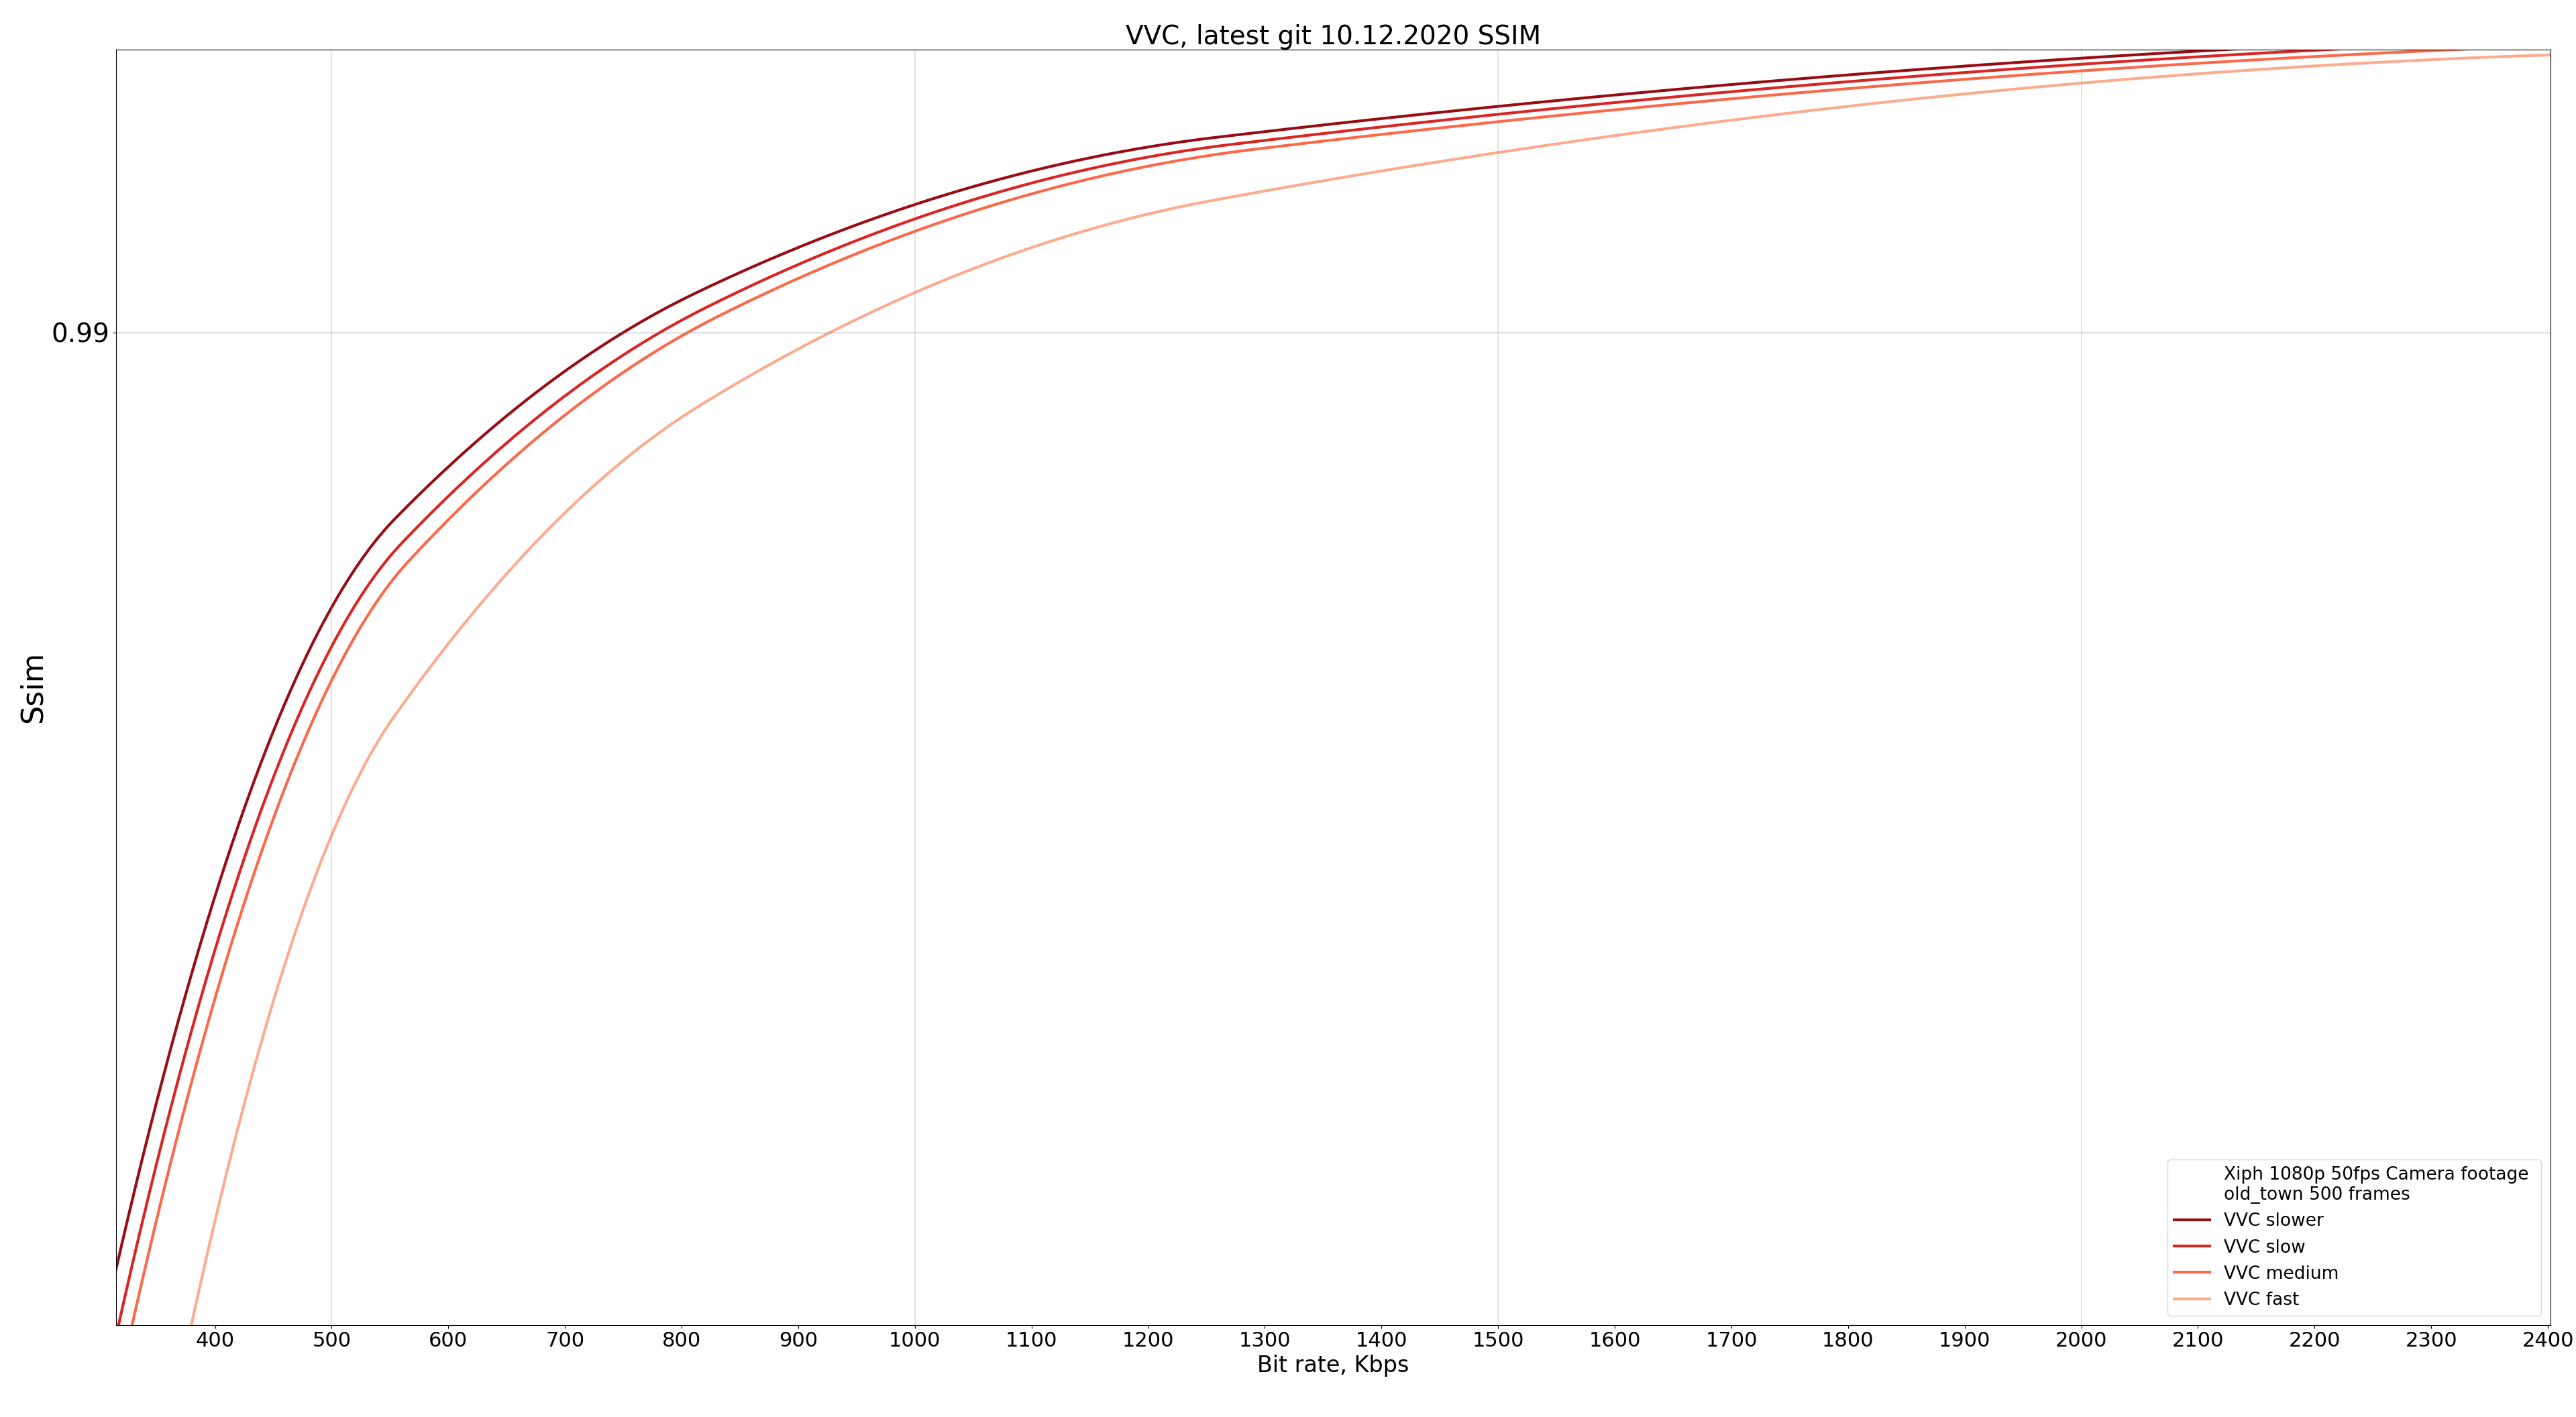 VVC, latest git 10.12.2020 SSIM
0.99
Ssim
Xiph 1080p 50fps Camera footage
old_town 500 frames
VVC slower
VVC slow
VVC medium
VVC fast
400 500 600 700 800 900 1000 1100 1200 1300 1400 1500 1600 1700 1800 1900 2000 2100 2200 2300 2400
Bit rate, Kbps